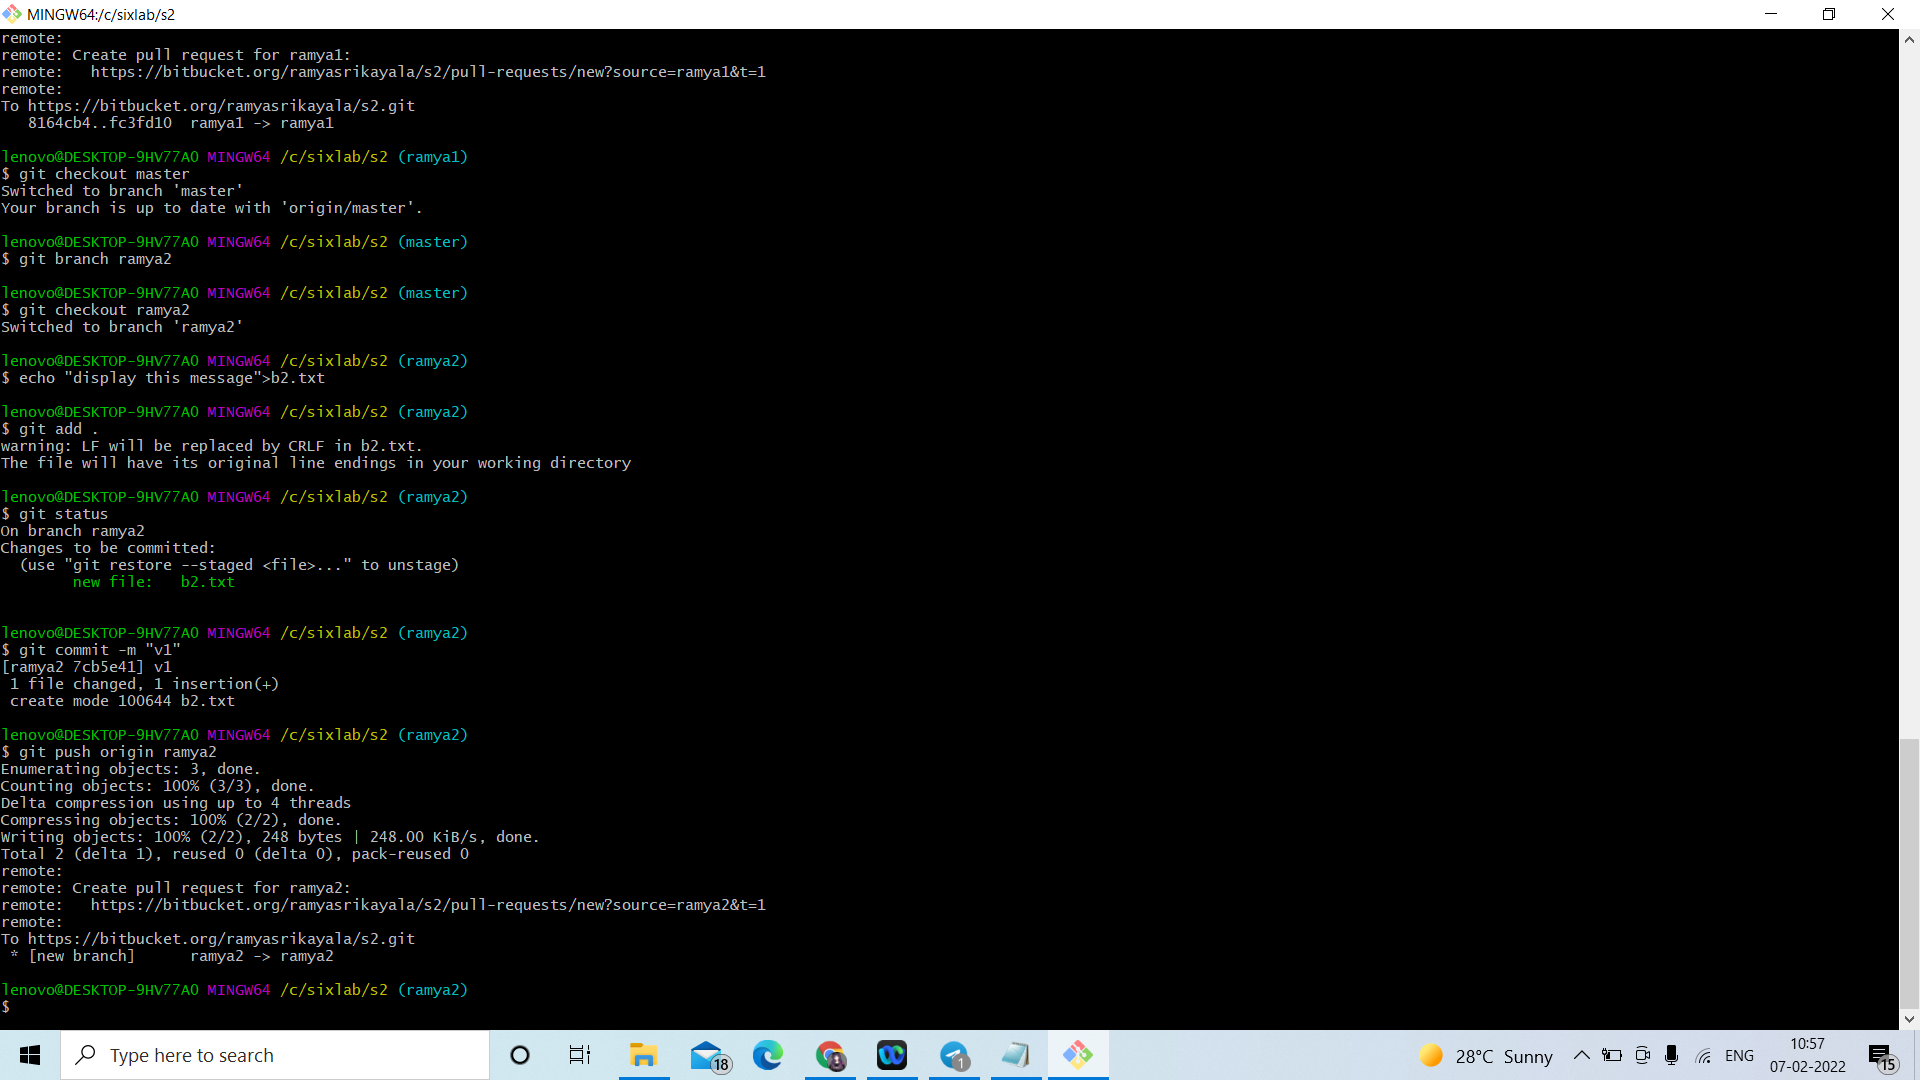 MINGW64:/c/sixlab/s2
remote:
remote: Create pull request for ramya1:
remote:   https://bitbucket.org/ramyasrikayala/s2/pull-requests/new?source=ramya1&t=1
remote:
To https://bitbucket.org/ramyasrikayala/s2.git
   8164cb4..fc3fd10  ramya1 -> ramya1
lenovo@DESKTOP-9HV77AO MINGW64 /c/sixlab/s2 (ramya1)
$ git checkout master
Switched to branch 'master'
Your branch is up to date with 'origin/master'.
lenovo@DESKTOP-9HV77AO MINGW64 /c/sixlab/s2 (master)
$ git branch ramya2
lenovo@DESKTOP-9HV77AO MINGW64 /c/sixlab/s2 (master)
$ git checkout ramya2
Switched to branch 'ramya2'
lenovo@DESKTOP-9HV77AO MINGW64 /c/sixlab/s2 (ramya2)
$ echo "display this message">b2.txt
lenovo@DESKTOP-9HV77AO MINGW64 /c/sixlab/s2 (ramya2)
$ git add .
warning: LF will be replaced by CRLF in b2.txt.
The file will have its original line endings in your working directory
lenovo@DESKTOP-9HV77AO MINGW64 /c/sixlab/s2 (ramya2)
$ git status
On branch ramya2
Changes to be committed:
  (use "git restore --staged <file>..." to unstage)
        new file:   b2.txt
lenovo@DESKTOP-9HV77AO MINGW64 /c/sixlab/s2 (ramya2)
$ git commit -m "v1"
[ramya2 7cb5e41] v1
 1 file changed, 1 insertion(+)
 create mode 100644 b2.txt
lenovo@DESKTOP-9HV77AO MINGW64 /c/sixlab/s2 (ramya2)
$ git push origin ramya2
Enumerating objects: 3, done.
Counting objects: 100% (3/3), done.
Delta compression using up to 4 threads
Compressing objects: 100% (2/2), done.
Writing objects: 100% (2/2), 248 bytes | 248.00 KiB/s, done.
Total 2 (delta 1), reused 0 (delta 0), pack-reused 0
remote:
remote: Create pull request for ramya2:
remote:   https://bitbucket.org/ramyasrikayala/s2/pull-requests/new?source=ramya2&t=1
remote:
To https://bitbucket.org/ramyasrikayala/s2.git
 * [new branch]      ramya2 -> ramya2
lenovo@DESKTOP-9HV77AO MINGW64 /c/sixlab/s2 (ramya2)
$
Type here to search
18
1
28°C Sunny
ENG
10:57
07-02-2022
15